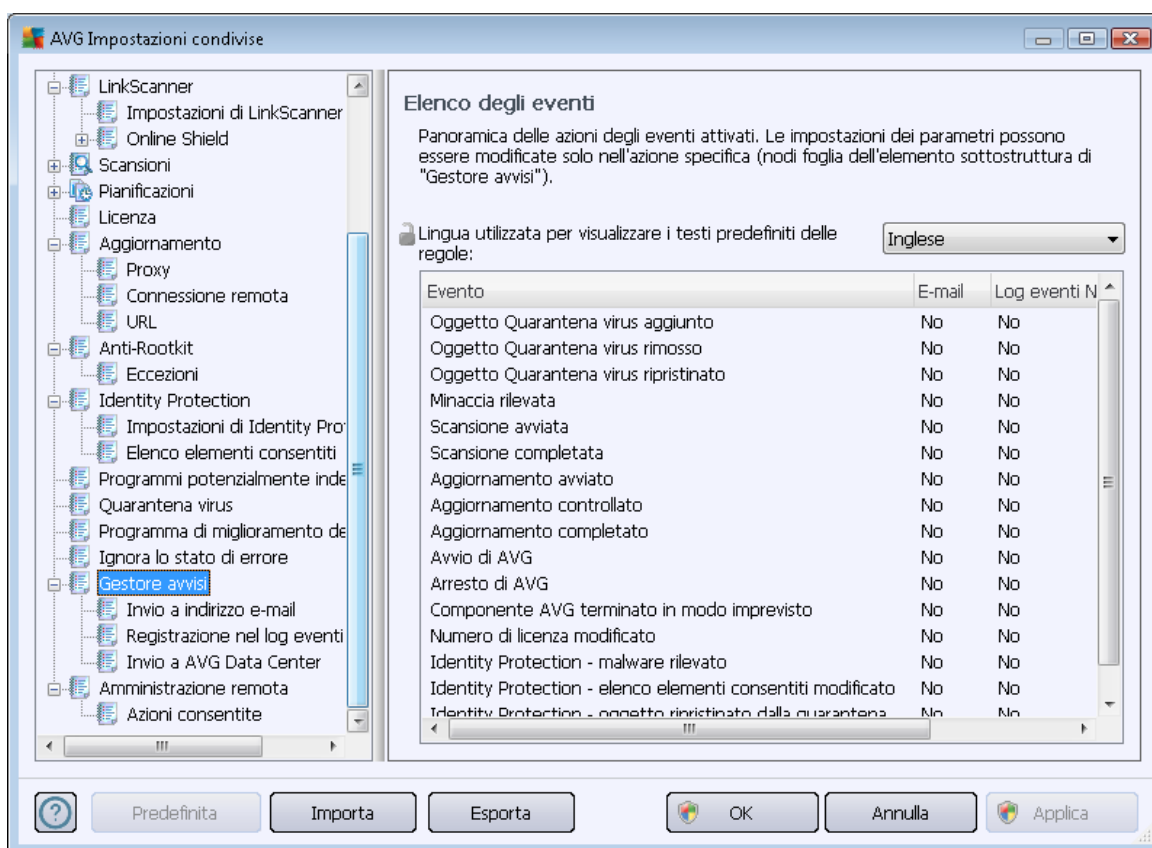 AVG Impostazioni condivise
LinkScanner
Impostazioni di LinkScanner
Online Shield
Scansioni
Pianificazioni
Licenza
Aggiornamento
Proxy
Connessione remota
URL
Anti-Rootkit
Eccezioni
Identity Protection
Impostazioni di Identity Pro
Elenco elementi consentiti
Programmi potenzialmente inde
Quarantena virus
Programma di miglioramento de
Ignora lo stato di errore
Gestore avvisi
Invio a indirizzo e-mail
Registrazione nel log eventi
Invio a AVG Data Center
Amministrazione remota
Azioni consentite
Elenco degli eventi
Panoramica delle azioni degli eventi attivati. Le impostazioni dei parametri possono
essere modificate solo nell'azione specifica (nodi foglia dell'elemento sottostruttura di
"Gestore avvisi").
Lingua utilizzata per visualizzare i testi predefiniti delle
regole:
Inglese
Evento E-mail Log eventi N
Oggetto Quarantena virus aggiunto No No
Oggetto Quarantena virus rimosso No No
Oggetto Quarantena virus ripristinato No No
Minaccia rilevata No No
Scansione avviata No No
Scansione completata No No
Aggiornamento avviato No No
Aggiornamento controllato No No
Aggiornamento completato No No
Avvio di AVG No No
Arresto di AVG No No
Componente AVG terminato in modo imprevisto No No
Numero di licenza modificato No No
Identity Protection - malware rilevato No No
Identity Protection - elenco elementi consentiti modificato No No
Identity Protection - oggetto ripristinato dalla quarantena No No
? Predefinita Importa Esporta OK Annulla Applica